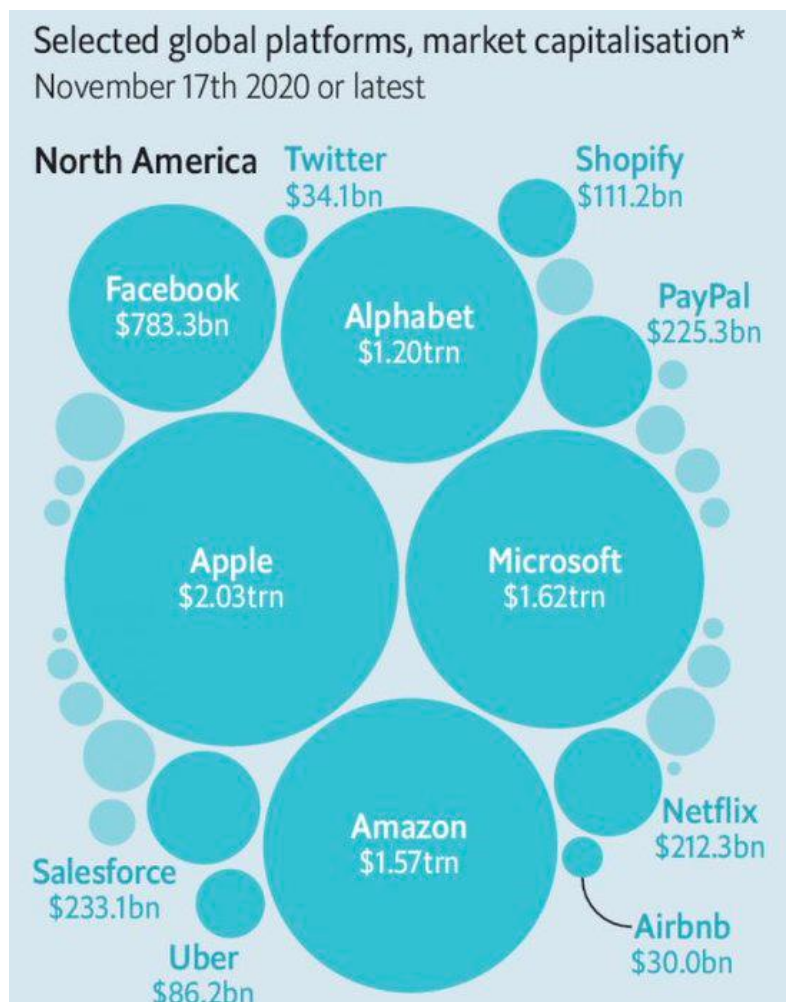 Selected global platforms, market capitalisation*
November 17th 2020 or latest
North America
Twitter
$34.1bn
Shopify
$111.2bn
Facebook
$783.3bn
Alphabet
$1.20trn
PayPal
$225.3bn
Apple
$2.03trn
Microsoft
$1.62trn
Amazon
$1.57trn
Netflix
$212.3bn
Salesforce
$233.1bn
Airbnb
$30.0bn
Uber
$86.2bn